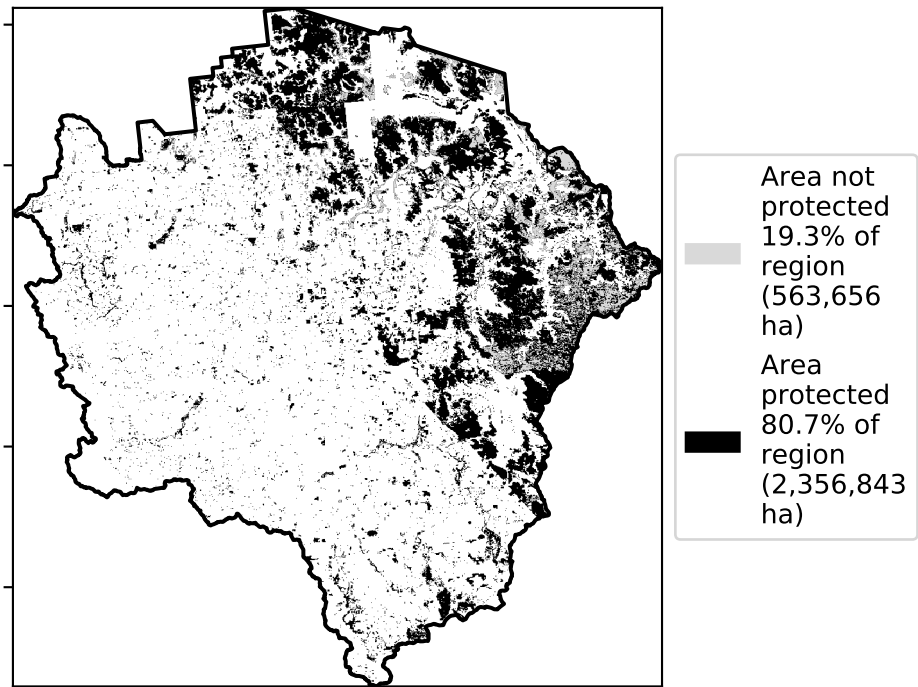 Area not
protected
19.3% of
region
(563,656
ha)
Area
protected
80.7% of
region
(2,356,843
ha)